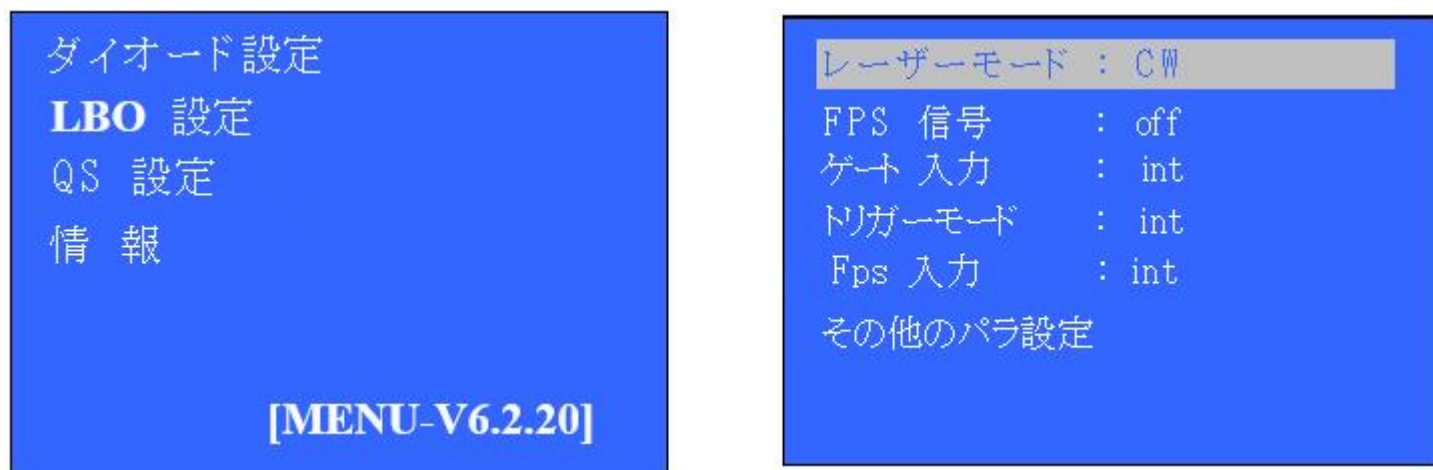 ダイオード設定
LBO 設定
QS 設定
情 報
[MENU-V6.2.20]
レーザーモード : CW
FPS 信号 : off
ゲート 入力 : int
トリガーモード : int
Fps 入力 : int
その他のパラ設定